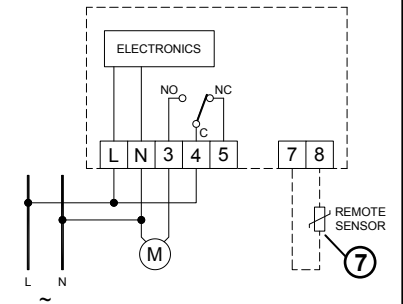 ELECTRONICS
NO NC
C
L N 3 4 5 7 8
REMOTE
SENSOR
M
7
L N
~